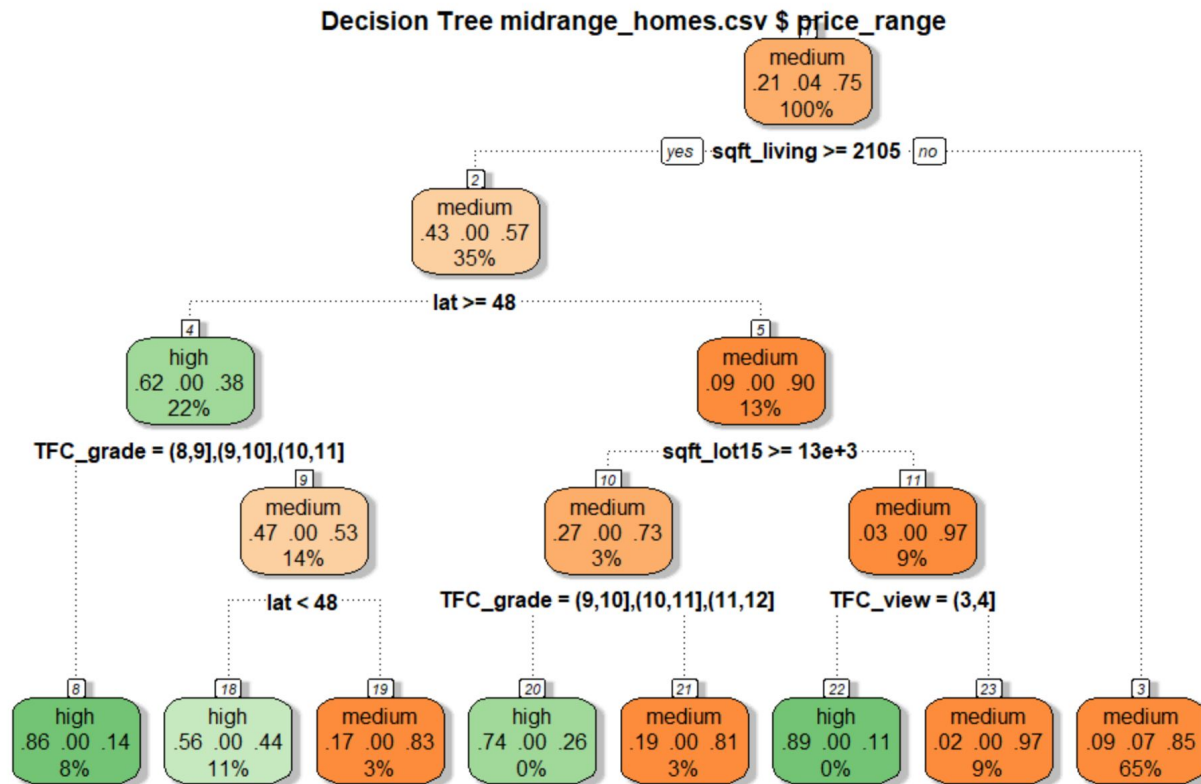 Decision Tree midrange_homes.csv $ price_range
1
medium
.21 .04 .75
100%
yes sqft_living >= 2105 no
2
medium
.43 .00 .57
35%
lat >= 48
4
high
.62 .00 .38
22%
5
medium
.09 .00 .90
13%
TFC_grade = (8,9],(9,10],(10,11]
sqft_lot15 >= 13e+3
9
medium
.47 .00 .53
14%
10
medium
.27 .00 .73
3%
11
medium
.03 .00 .97
9%
lat < 48
TFC_grade = (9,10],(10,11],(11,12]
TFC_view = (3,4]
8
high
.86 .00 .14
8%
18
high
.56 .00 .44
11%
19
medium
.17 .00 .83
3%
20
high
.74 .00 .26
0%
21
medium
.19 .00 .81
3%
22
high
.89 .00 .11
0%
23
medium
.02 .00 .97
9%
3
medium
.09 .07 .85
65%